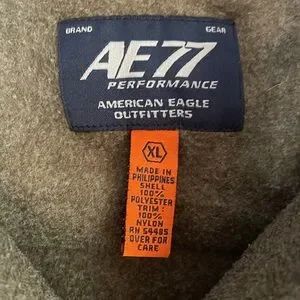 BRAND GEAR
AE77
PERFORMANCE
AMERICAN EAGLE
OUTFITTERS
XL
MADE IN
PHILIPPINES
SHELL
100%
POLYESTER
TRIM:
100%
NYLON
RN 54485
OVER FOR
CARE